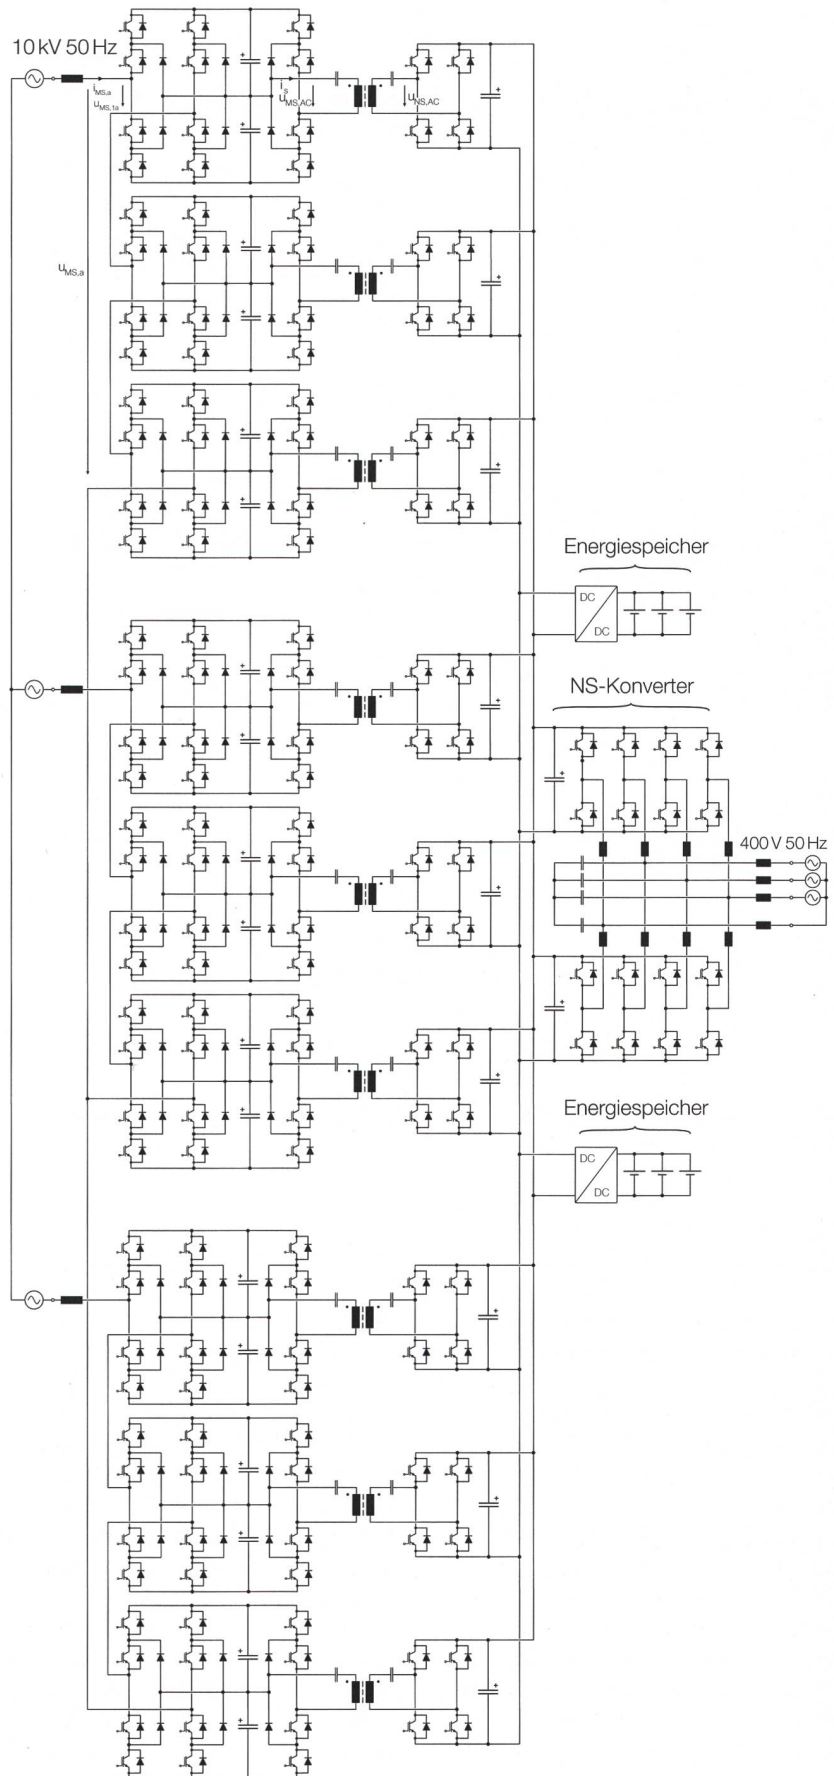 10 kV 50 Hz
i_MS,a
u_MS,1a
i_s
u_MS,AC
u_NS,AC
u_MS,a
Energiespeicher
DC
DC
NS-Konverter
400 V 50 Hz
Energiespeicher
DC
DC